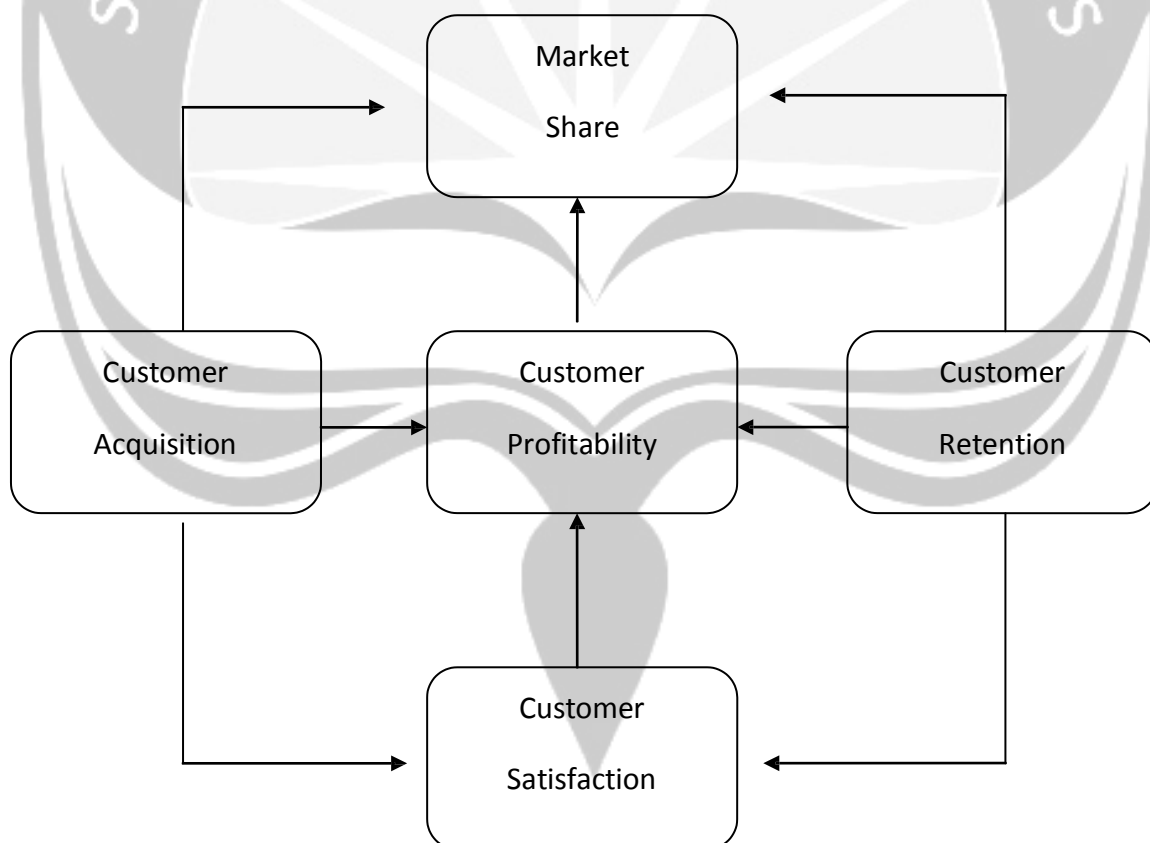 S
S
Market
Share
Customer
Acquisition
Customer
Profitability
Customer
Retention
Customer
Satisfaction